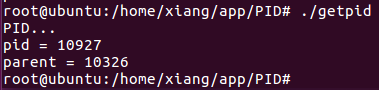 root@ubuntu:/home/xiang/app/PID# ./getpid
PID...
pid = 10927
parent = 10326
root@ubuntu:/home/xiang/app/PID#